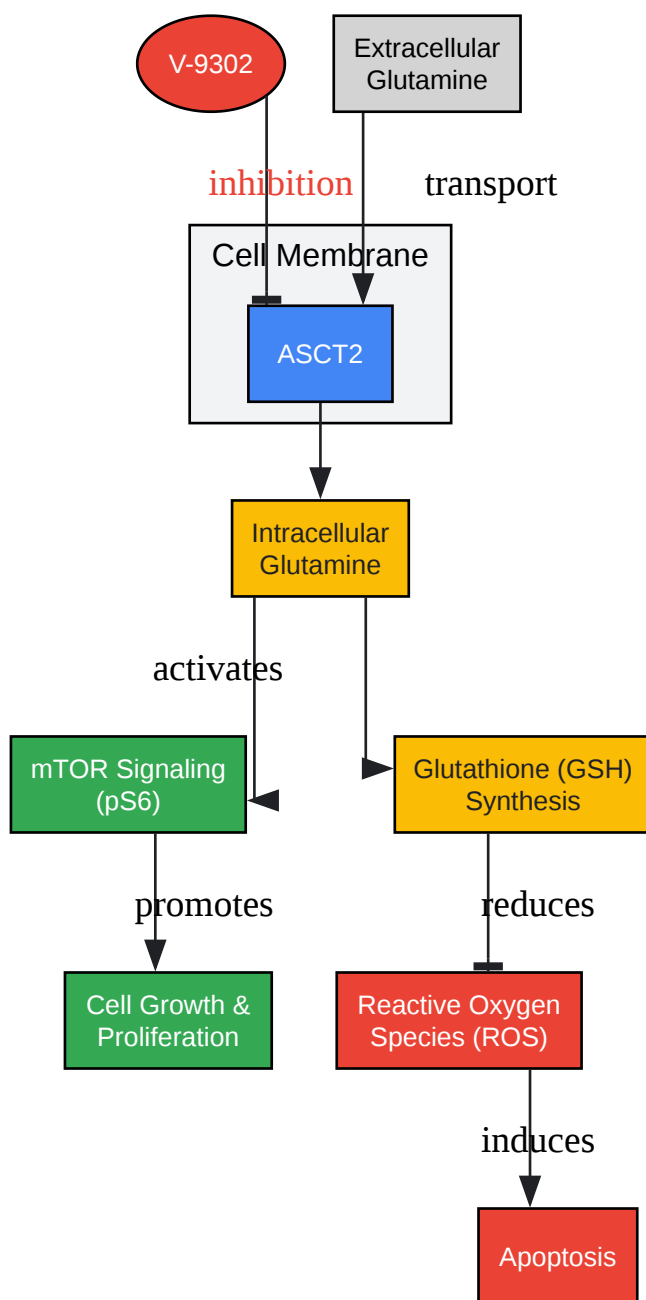 V-9302
Extracellular
Glutamine
inhibition
transport
Cell Membrane
ASCT2
Intracellular
Glutamine
activates
mTOR Signaling
(pS6)
Glutathione (GSH)
Synthesis
promotes
reduces
Cell Growth &
Proliferation
Reactive Oxygen
Species (ROS)
induces
Apoptosis